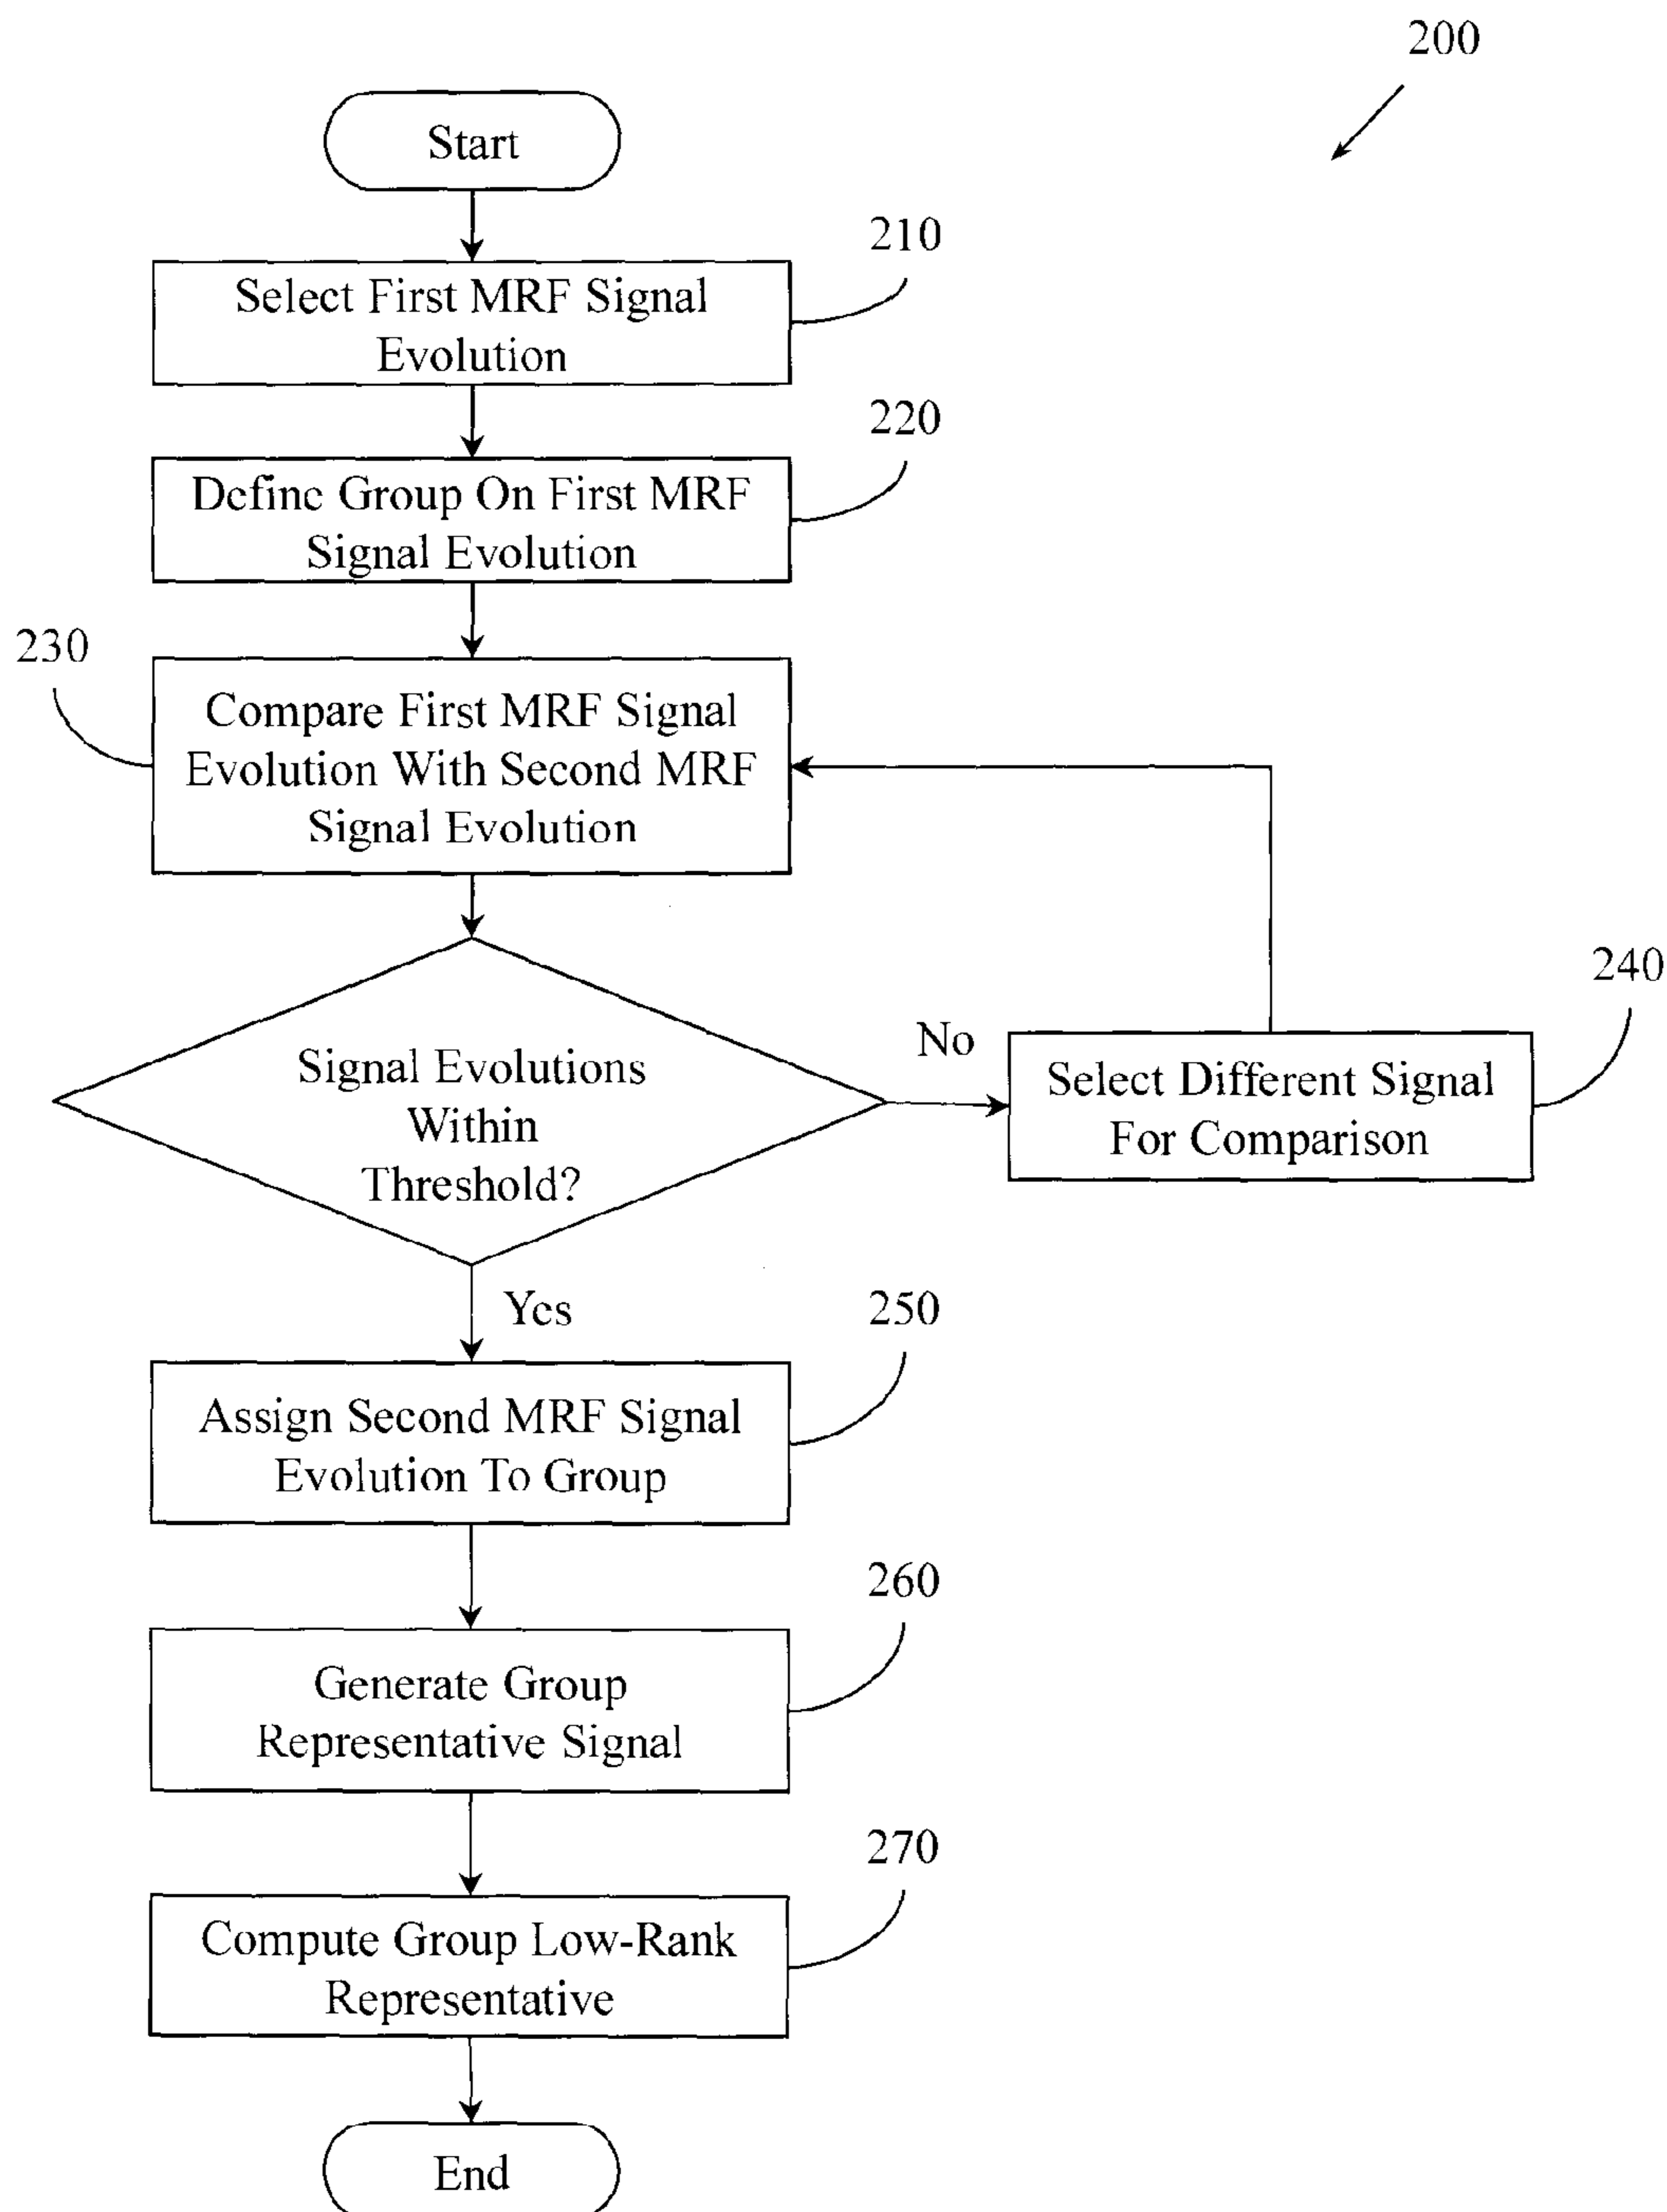 200
Start
210
Select First MRF Signal
Evolution
220
Define Group On First MRF
Signal Evolution
230
Compare First MRF Signal
Evolution With Second MRF
Signal Evolution
240
Signal Evolutions
Within
Threshold?
No
Select Different Signal
For Comparison
Yes
250
Assign Second MRF Signal
Evolution To Group
260
Generate Group
Representative Signal
270
Compute Group Low-Rank
Representative
End